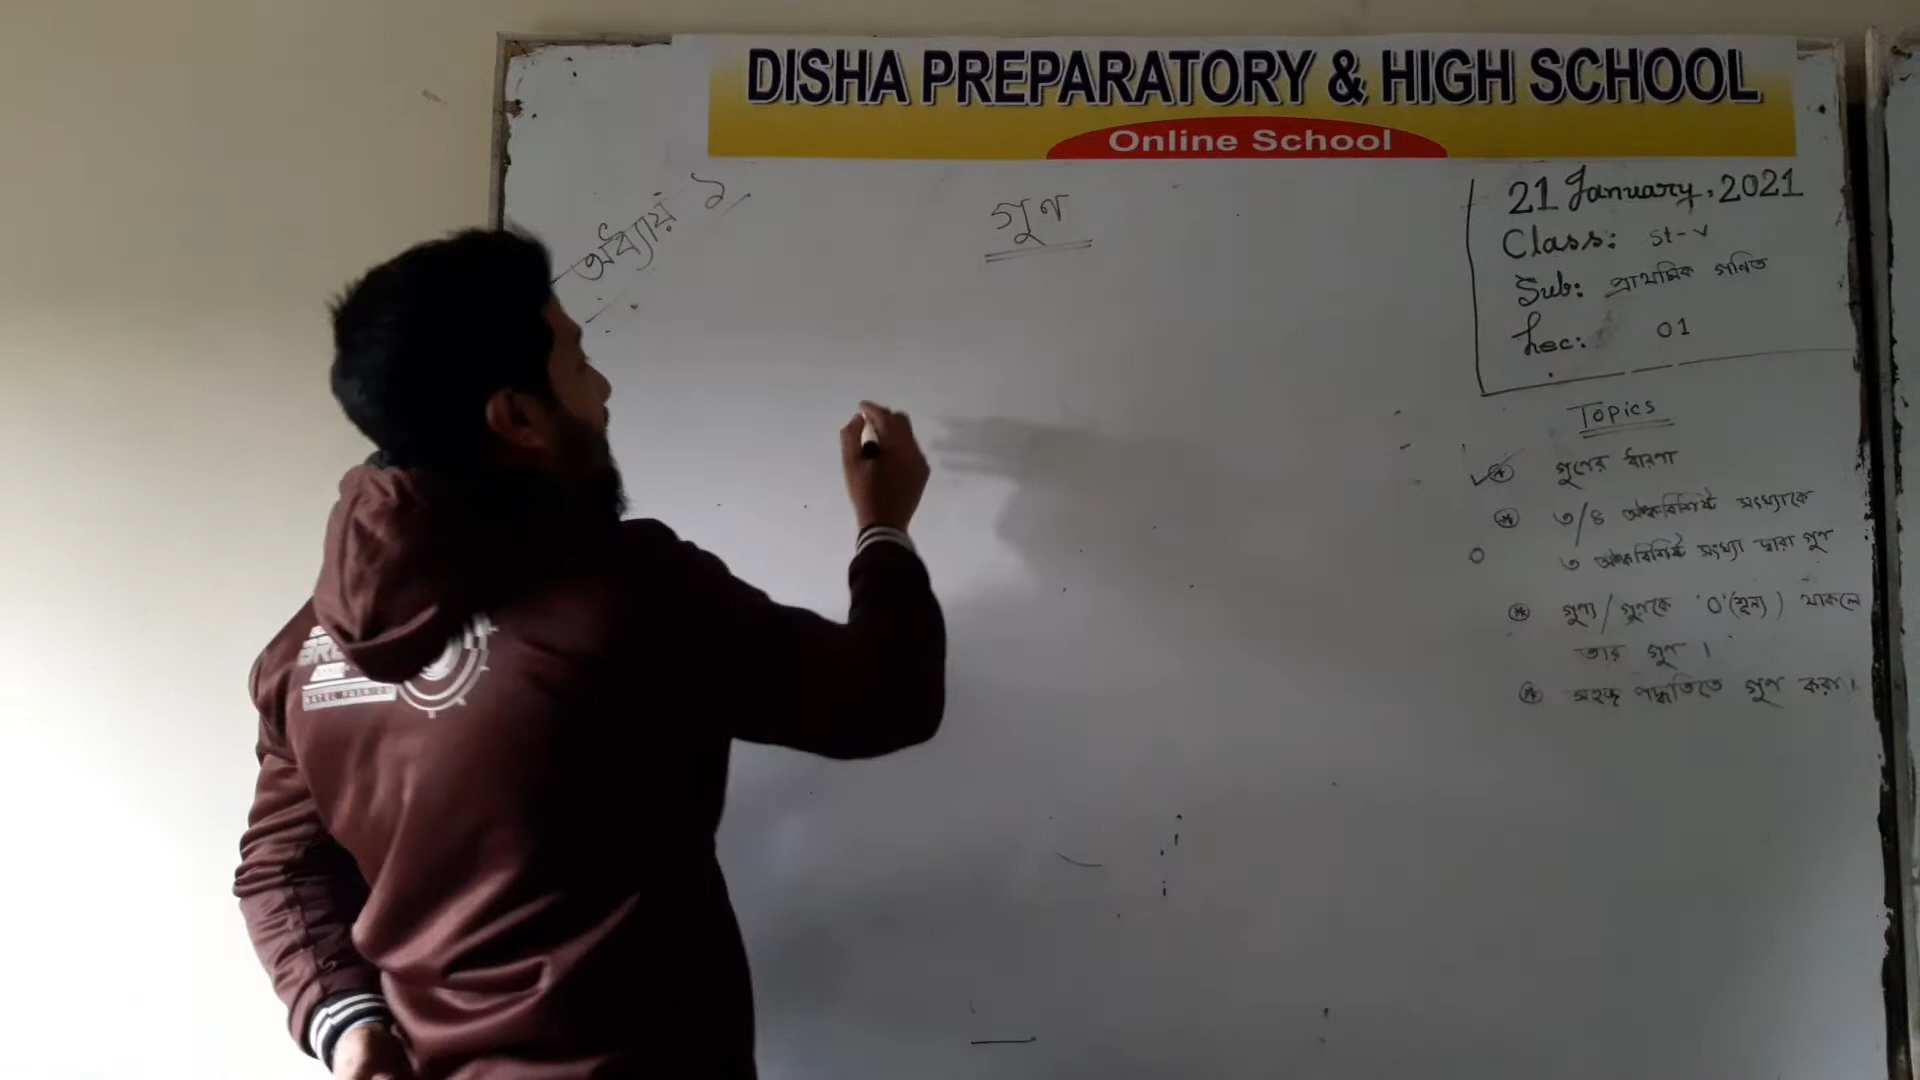 DISHA PREPARATORY & HIGH SCHOOL
Online School
অধ্যায় ১
গুণ
21 January, 2021
Class: St-V
Sub: প্রাথমিক গনিত
Lec: 01
Topics
গুণের ধারণা
৩/৪ অঙ্কবিশিষ্ট সংখ্যাকে
৩ অঙ্কবিশিষ্ট সংখ্যা দ্বারা গুণ
গুণ্য/গুণকে '0'(শূন্য) থাকলে
তার গুণ।
সহজ পদ্ধতিতে গুণ করা।